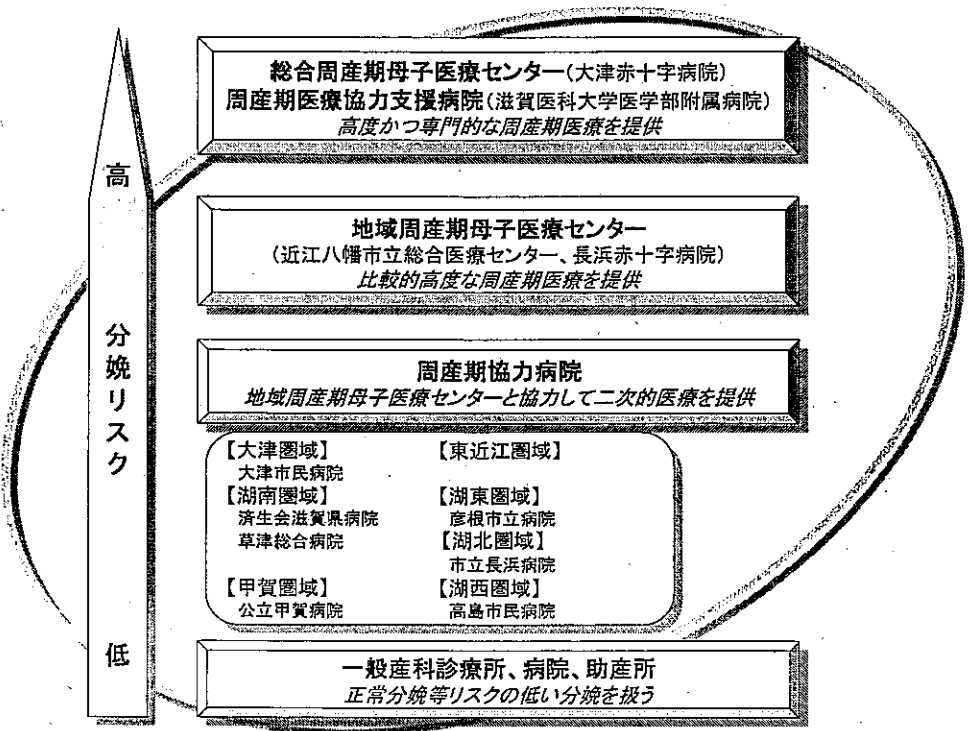 総合周産期母子医療センター(大津赤十字病院)
周産期医療協力支援病院(滋賀医科大学医学部附属病院)
高度かつ専門的な周産期医療を提供
高
地域周産期母子医療センター
(近江八幡市立総合医療センター、長浜赤十字病院)
比較的高度な周産期医療を提供
分娩リスク
周産期協力病院
地域周産期母子医療センターと協力して二次的医療を提供
【大津圏域】
大津市民病院
【湖南圏域】
済生会滋賀県病院
草津総合病院
【甲賀圏域】
公立甲賀病院
【東近江圏域】
【湖東圏域】
彦根市立病院
【湖北圏域】
市立長浜病院
【湖西圏域】
高島市民病院
低
一般産科診療所、病院、助産所
正常分娩等リスクの低い分娩を扱う